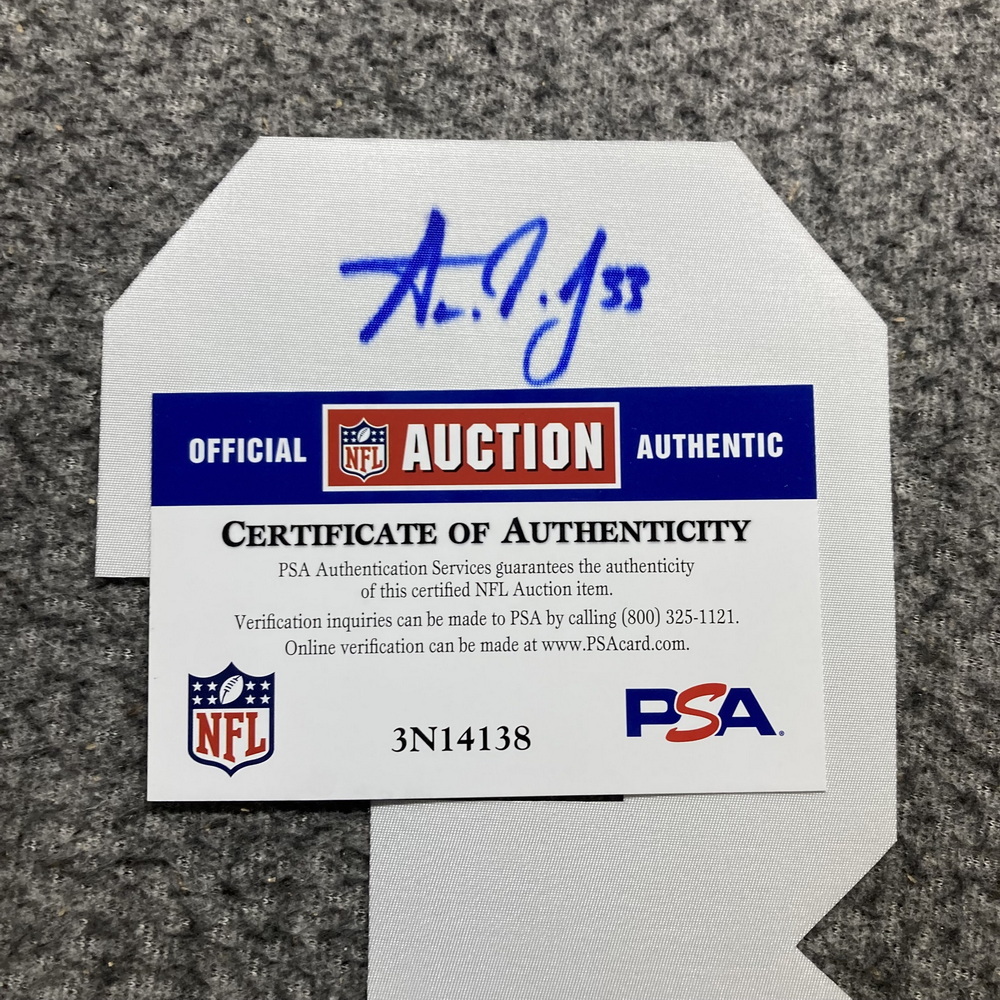 33
OFFICIAL NFL AUCTION AUTHENTIC
CERTIFICATE OF AUTHENTICITY
PSA Authentication Services guarantees the authenticity
of this certified NFL Auction item.
Verification inquiries can be made to PSA by calling (800) 325-1121.
Online verification can be made at www.PSAcard.com.
NFL 3N14138 PSA